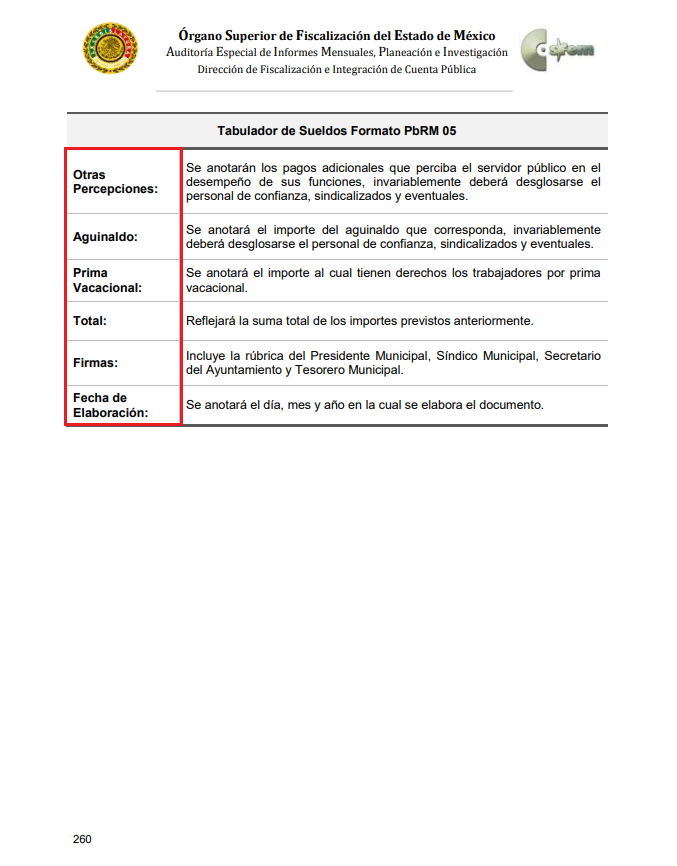 Órgano Superior de Fiscalización del Estado de México
Auditoría Especial de Informes Mensuales, Planeación e Investigación
Dirección de Fiscalización e Integración de Cuenta Pública
osfem
Tabulador de Sueldos Formato PbRM 05
Otras
Percepciones:
Se anotarán los pagos adicionales que perciba el servidor público en el
desempeño de sus funciones, invariablemente deberá desglosarse el
personal de confianza, sindicalizados y eventuales.
Aguinaldo:
Se anotará el importe del aguinaldo que corresponda, invariablemente
deberá desglosarse el personal de confianza, sindicalizados y eventuales.
Prima
Vacacional:
Se anotará el importe al cual tienen derechos los trabajadores por prima
vacacional.
Total:
Reflejará la suma total de los importes previstos anteriormente.
Firmas:
Incluye la rúbrica del Presidente Municipal, Síndico Municipal, Secretario
del Ayuntamiento y Tesorero Municipal.
Fecha de
Elaboración:
Se anotará el día, mes y año en la cual se elabora el documento.
260